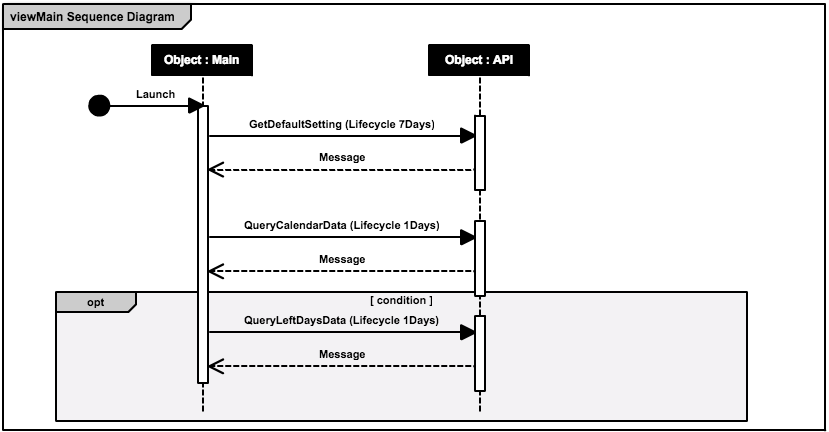 viewMain Sequence Diagram
Object : Main
Object : API
Launch
GetDefaultSetting (Lifecycle 7Days)
Message
QueryCalendarData (Lifecycle 1Days)
Message
opt
[ condition ]
QueryLeftDaysData (Lifecycle 1Days)
Message